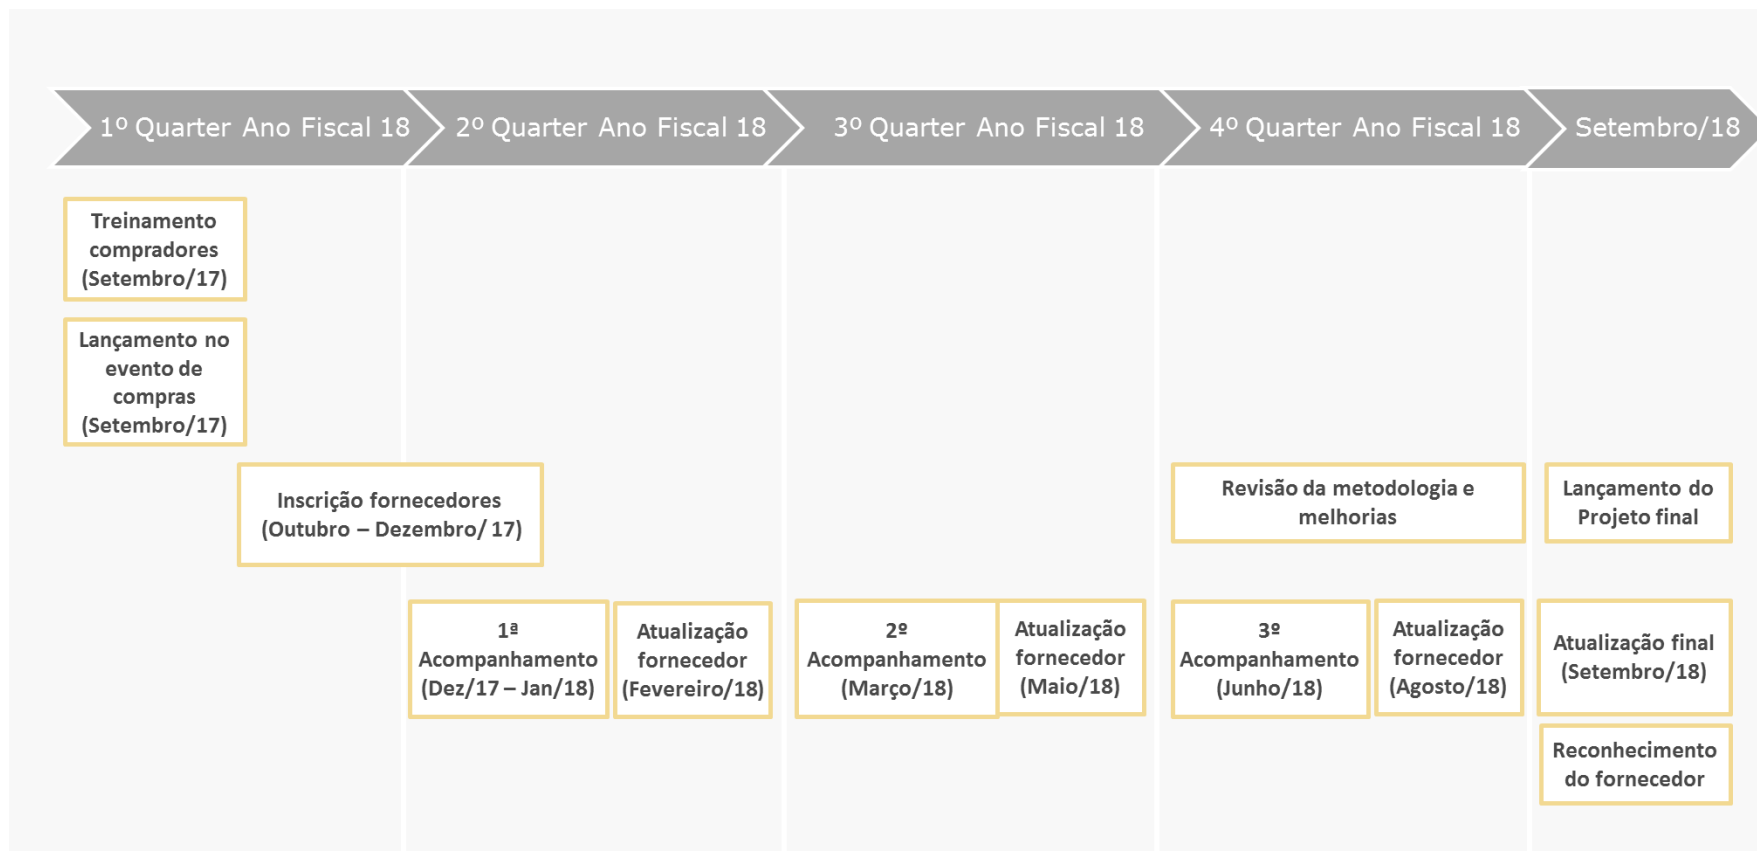 1º Quarter Ano Fiscal 18
2º Quarter Ano Fiscal 18
3º Quarter Ano Fiscal 18
4º Quarter Ano Fiscal 18
Setembro/18
Treinamento
compradores
(Setembro/17)
Lançamento no
evento de
compras
(Setembro/17)
Inscrição fornecedores
(Outubro – Dezembro/ 17)
Revisão da metodologia e
melhorias
Lançamento do
Projeto final
1ª
Acompanhamento
(Dez/17 – Jan/18)
Atualização
fornecedor
(Fevereiro/18)
2º
Acompanhamento
(Março/18)
Atualização
fornecedor
(Maio/18)
3º
Acompanhamento
(Junho/18)
Atualização
fornecedor
(Agosto/18)
Atualização final
(Setembro/18)
Reconhecimento
do fornecedor